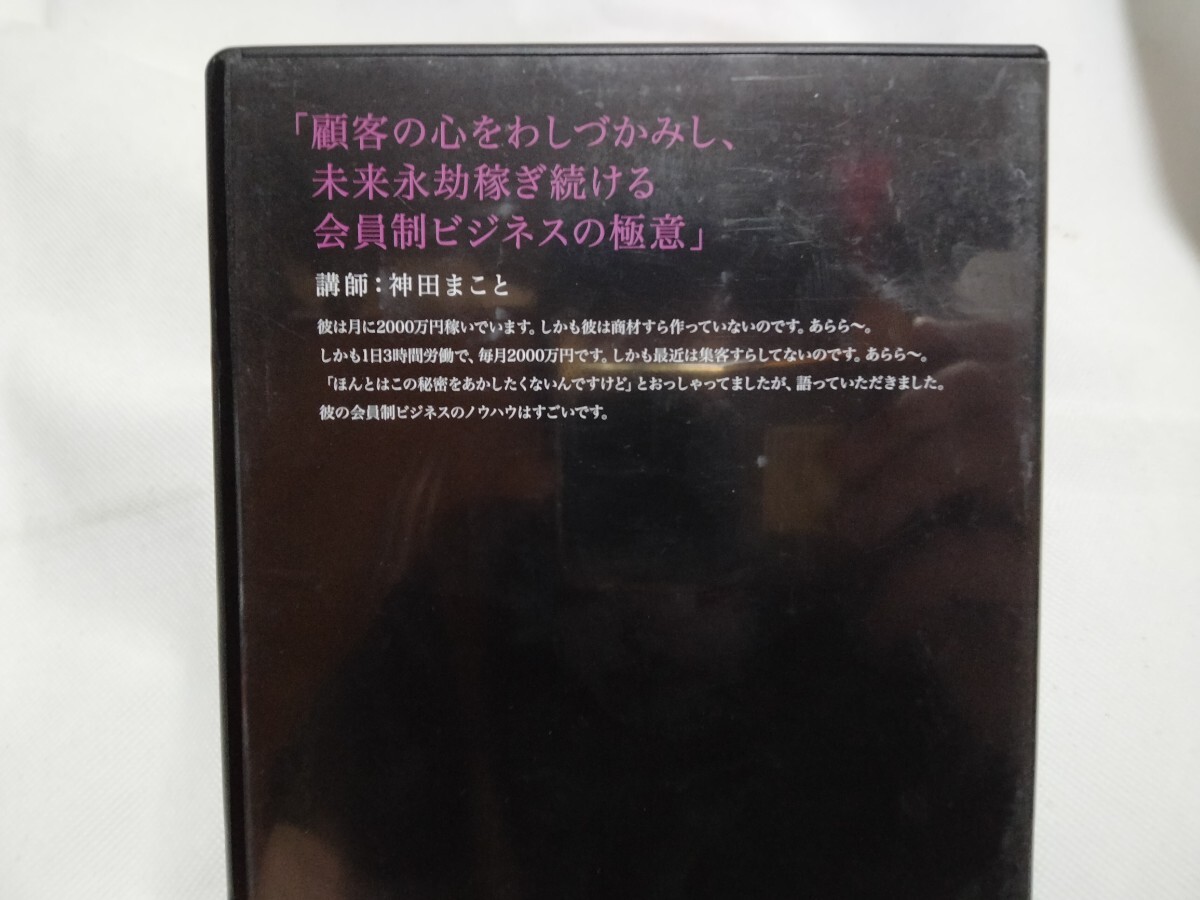 「顧客の心をわしづかみし、
未来永劫稼ぎ続ける
会員制ビジネスの極意」
講師：神田まこと
彼は月に2000万円稼いでいます。しかも彼は商材すら作っていないのです。あらら〜。
しかも1日3時間労働で、毎月2000万円です。しかも最近は集客すらしてないのです。あらら〜。
「ほんとはこの秘密をあかしたくないんですけど」とおっしゃってましたが、語っていただきました。
彼の会員制ビジネスのノウハウはすごいです。